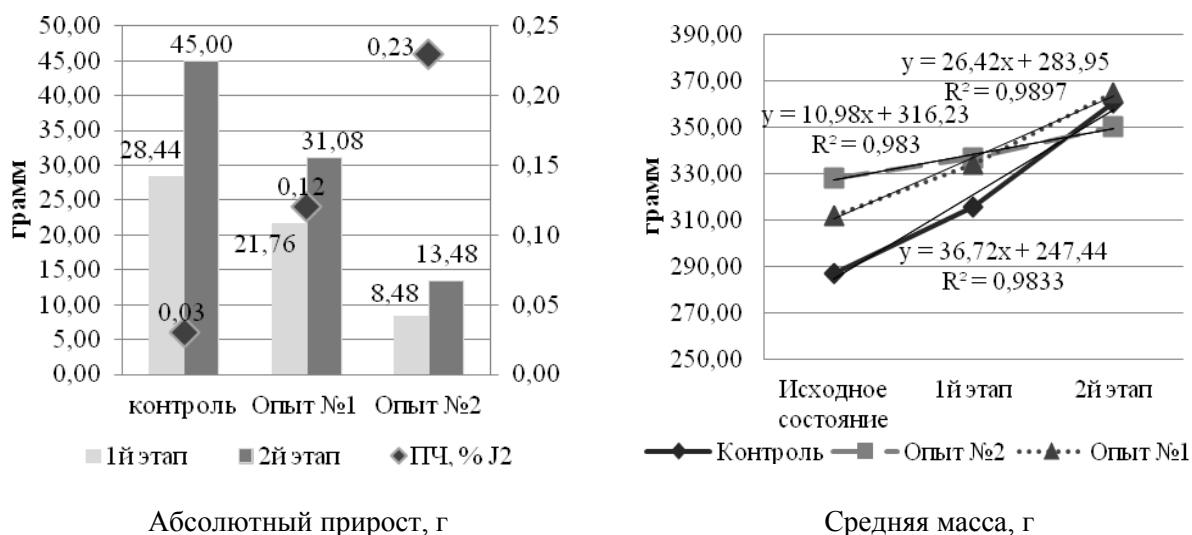 50,00
45,00
40,00
35,00
30,00
25,00
20,00
15,00
10,00
5,00
0,00
грамм
0,25
0,20
0,15
0,10
0,05
0,00
45,00
0,23
28,44
31,08
0,12
21,76
13,48
8,48
0,03
контроль Опыт №1 Опыт №2
1й этап 2й этап ПЧ, % J2
Абсолютный прирост, г
390,00
370,00
350,00
330,00
310,00
290,00
270,00
250,00
грамм
y = 26,42x + 283,95
R² = 0,9897
y = 10,98x + 316,23
R² = 0,983
y = 36,72x + 247,44
R² = 0,9833
Исходное
состояние
1й этап
2й этап
Контроль Опыт №2 Опыт №1
Средняя масса, г